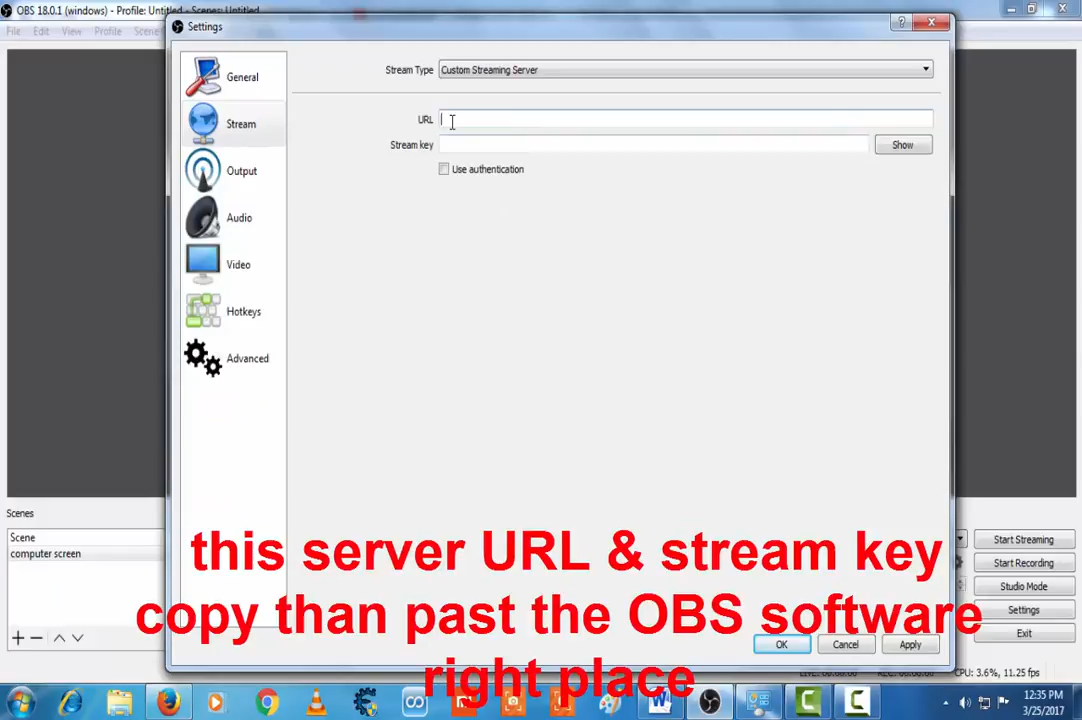 OBS 18.0.1 (windows) - Profile: Untitled - Scenes: Untitled
File Edit View Profile Scene
Settings
General
Stream
Output
Audio
Video
Hotkeys
Advanced
Stream Type Custom Streaming Server
URL
Stream key Show
Use authentication
Scenes
Scene
computer screen
Start Streaming
Start Recording
Studio Mode
Settings
Exit
this server URL & stream key
copy than past the OBS software
right place
OK Cancel Apply
CPU: 3.6%, 11.25 fps
12:35 PM
3/25/2017